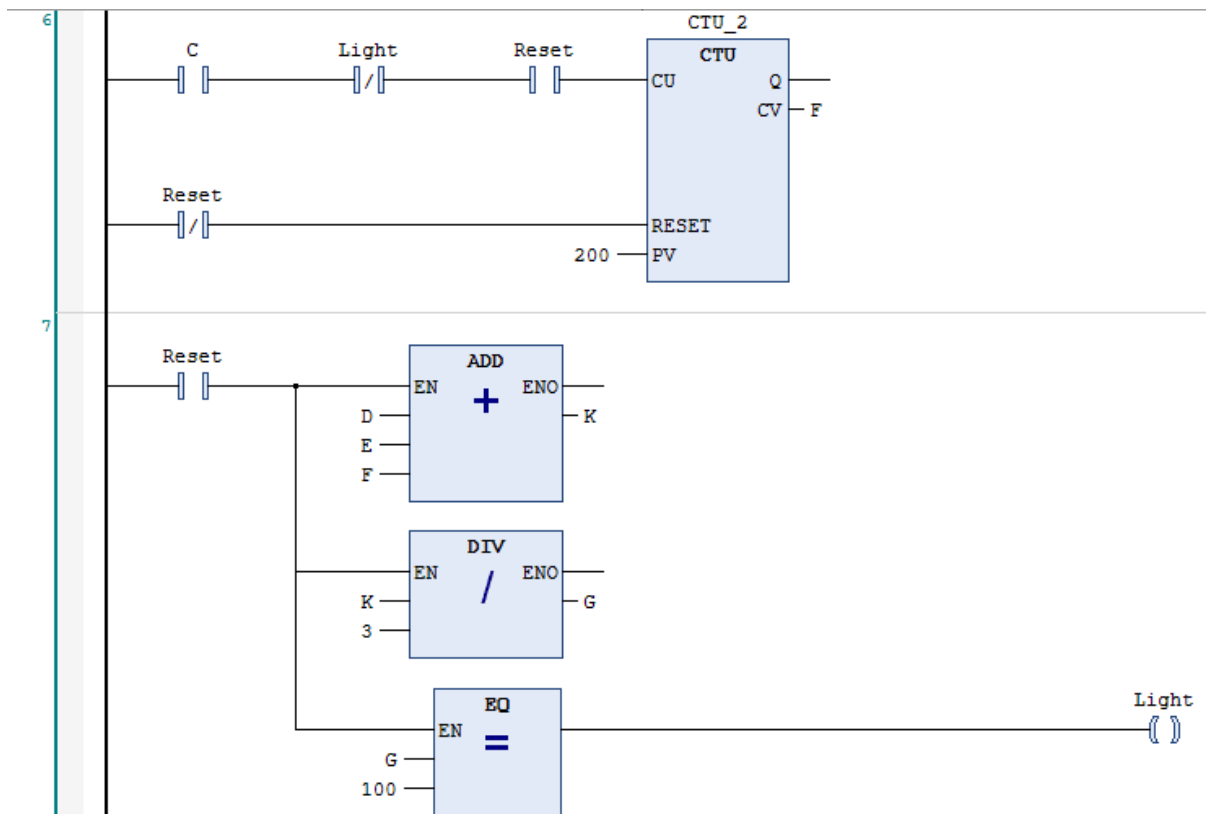 6
CTU_2
C Light Reset
CTU
CU Q
CV F
Reset
RESET
200 PV
7
Reset
ADD
EN + ENO
D K
E
F
DIV
EN / ENO
K G
3
Light
EQ
EN =
G
100